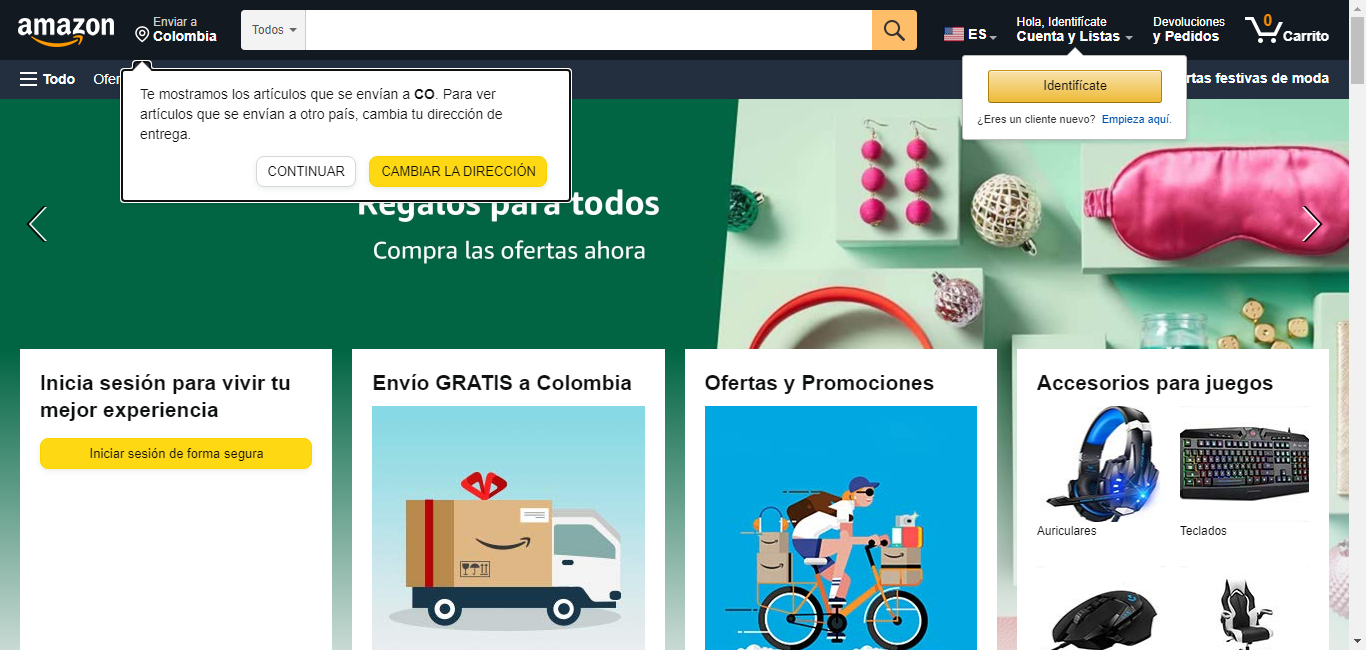 amazon
Enviar a
Colombia
Todos
ES
Hola, Identifícate
Cuenta y Listas
Devoluciones
y Pedidos
0
Carrito
Todo
Ofer
rtas festivas de moda
Te mostramos los artículos que se envían a CO. Para ver
artículos que se envían a otro país, cambia tu dirección de
entrega.
CONTINUAR
CAMBIAR LA DIRECCIÓN
Identifícate
¿Eres un cliente nuevo? Empieza aquí.
Regalos para todos
Compra las ofertas ahora
Inicia sesión para vivir tu
mejor experiencia
Iniciar sesión de forma segura
Envío GRATIS a Colombia
Ofertas y Promociones
Accesorios para juegos
Auriculares
Teclados